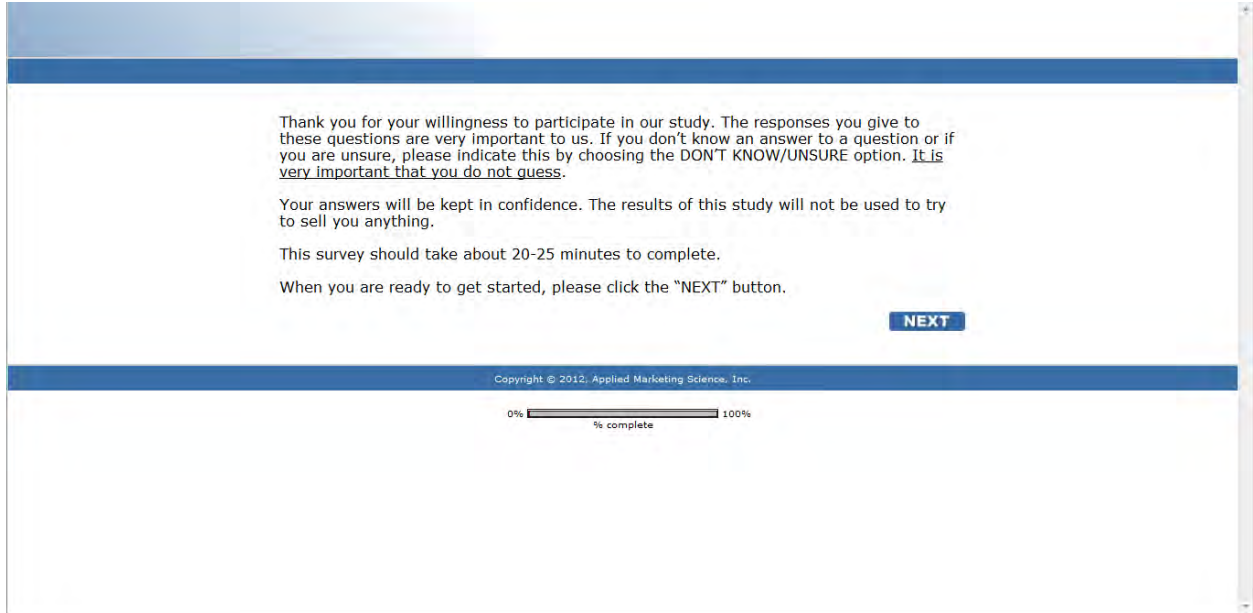 Thank you for your willingness to participate in our study. The responses you give to
these questions are very important to us. If you don't know an answer to a question or if
you are unsure, please indicate this by choosing the DON'T KNOW/UNSURE option. It is
very important that you do not guess.
Your answers will be kept in confidence. The results of this study will not be used to try
to sell you anything.
This survey should take about 20-25 minutes to complete.
When you are ready to get started, please click the “NEXT” button.
NEXT
Copyright © 2012, Applied Marketing Science, Inc.
0% 100%
% complete